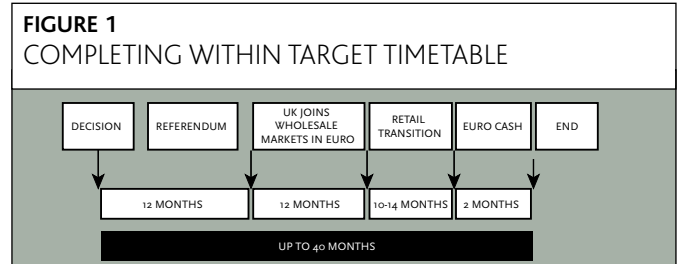 FIGURE 1
COMPLETING WITHIN TARGET TIMETABLE
DECISION
REFERENDUM
UK JOINS
WHOLESALE
MARKETS IN EURO
RETAIL
TRANSITION
EURO CASH
END
12 MONTHS
12 MONTHS
10-14 MONTHS
2 MONTHS
UP TO 40 MONTHS